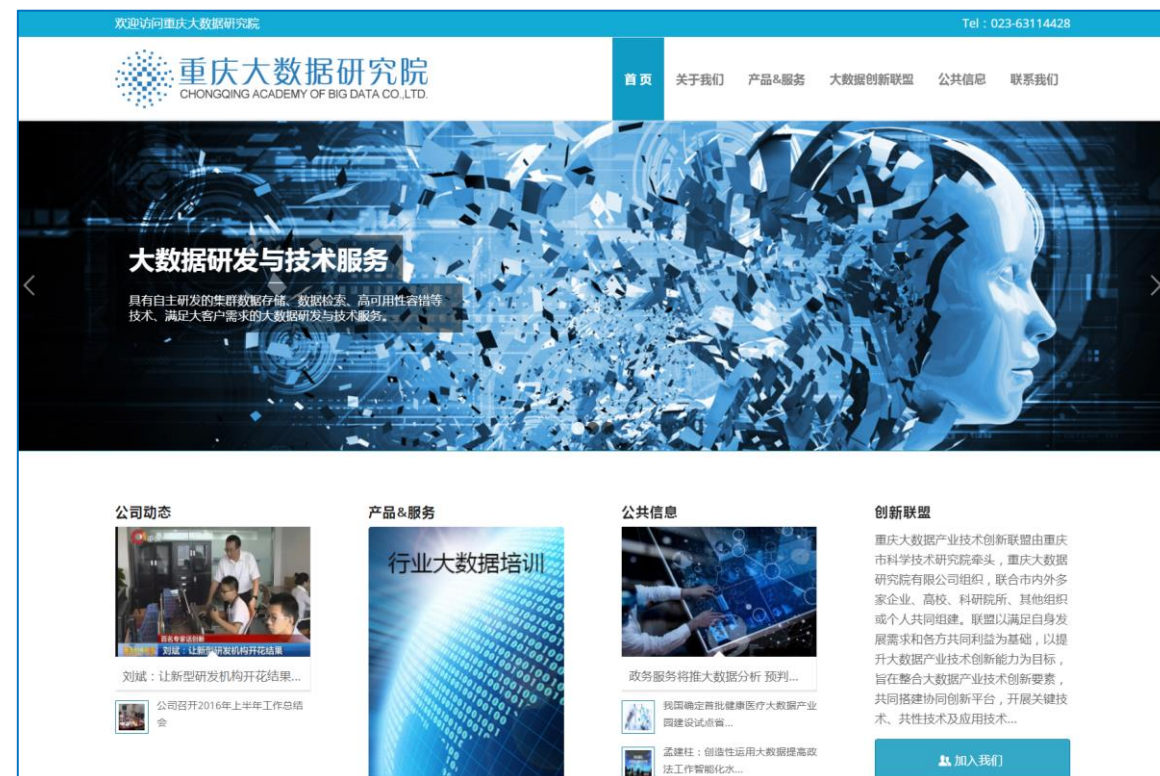 欢迎访问重庆大数据研究院
Tel：023-63114428
重庆大数据研究院
CHONGQING ACADEMY OF BIG DATA CO.,LTD.
首页 关于我们 产品&服务 大数据创新联盟 公共信息 联系我们
大数据研发与技术服务
具有自主研发的集群数据存储、数据检索、高可用性容错等
技术、满足大客户需求的大数据研发与技术服务。
公司动态
百名专家话创新
刘斌：让新型研发机构开花结果
刘斌：让新型研发机构开花结果...
公司召开2016年上半年工作总结
会
产品&服务
行业大数据培训
公共信息
政务服务将推大数据分析 预判...
我国确定首批健康医疗大数据产业
园建设试点省...
孟建柱：创造性运用大数据提高政
法工作智能化水...
创新联盟
重庆大数据产业技术创新联盟由重庆
市科学技术研究院牵头，重庆大数据
研究院有限公司组织，联合市内外多
家企业、高校、科研院所、其他组织
或个人共同组建。联盟以满足自身发
展需求和各方共同利益为基础，以提
升大数据产业技术创新能力为目标，
旨在整合大数据产业技术创新要素，
共同搭建协同创新平台，开展关键技
术、共性技术及应用技术...
加入我们